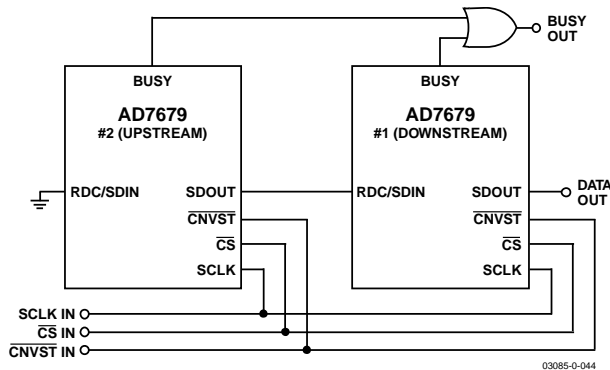 BUSY
OUT
BUSY
AD7679
#2 (UPSTREAM)
RDC/SDIN
SDOUT
CNVST
CS
SCLK
BUSY
AD7679
#1 (DOWNSTREAM)
RDC/SDIN
SDOUT
CNVST
CS
SCLK
DATA
OUT
SCLK IN
CS IN
CNVST IN
03085-0-044